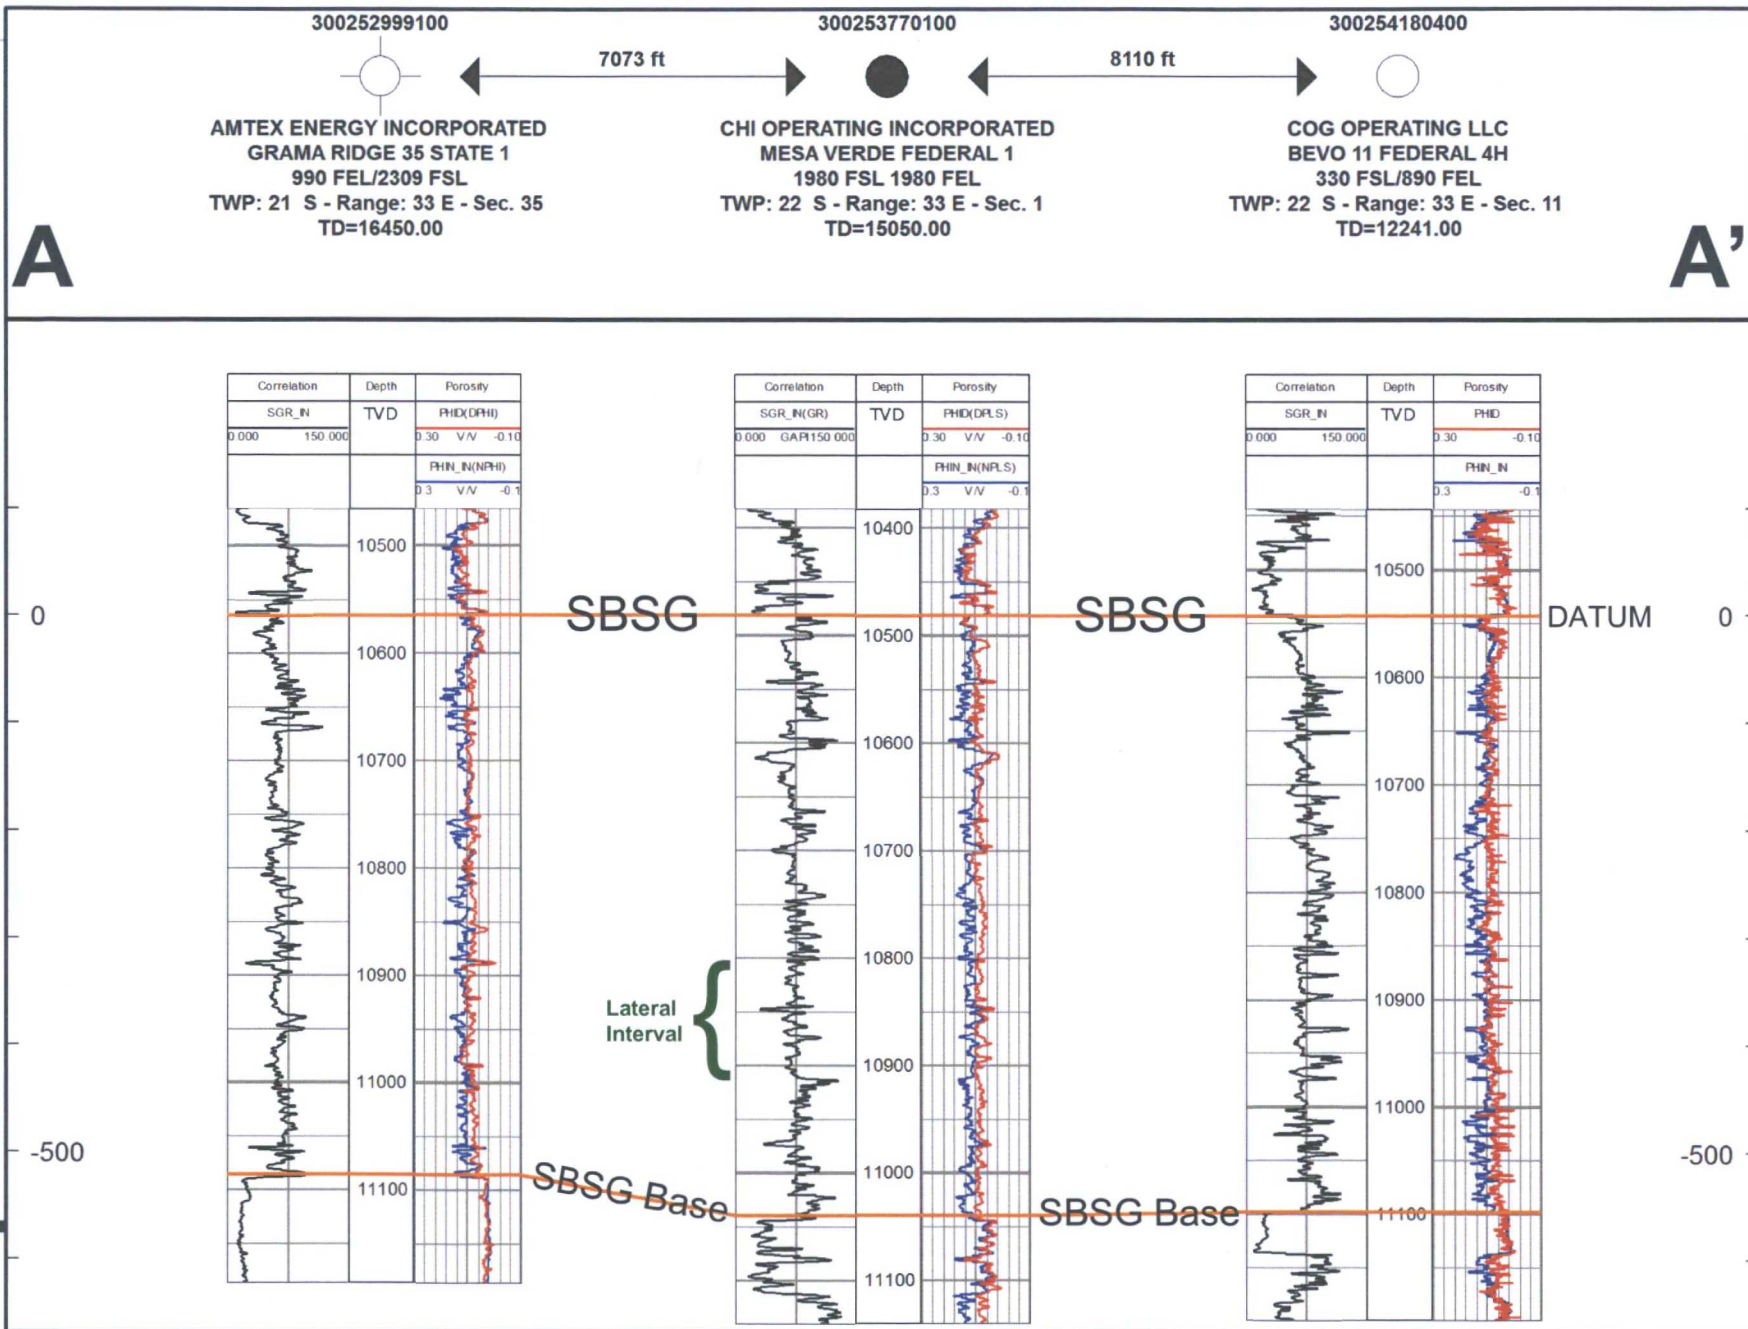 300252999100
300253770100
300254180400
7073 ft
8110 ft
AMTEX ENERGY INCORPORATED
GRAMA RIDGE 35 STATE 1
990 FEL/2309 FSL
TWP: 21 S - Range: 33 E - Sec. 35
TD=16450.00
CHI OPERATING INCORPORATED
MESA VERDE FEDERAL 1
1980 FSL 1980 FEL
TWP: 22 S - Range: 33 E - Sec. 1
TD=15050.00
COG OPERATING LLC
BEVO 11 FEDERAL 4H
330 FSL/890 FEL
TWP: 22 S - Range: 33 E - Sec. 11
TD=12241.00
A
A’
Correlation Depth Porosity
SGR_IN TVD PHID(DPHI)
0.000 150.000 0.30 V/V -0.10
PHIN_IN(NPHI)
0.3 V/V -0.1
10500
10600
10700
10800
10900
11000
11100
Correlation Depth Porosity
SGR_IN(GR) TVD PHID(DPLS)
0.000 GAPI 150.000 0.30 V/V -0.10
PHIN_IN(NPLS)
0.3 V/V -0.1
10400
10500
10600
10700
10800
10900
11000
11100
Correlation Depth Porosity
SGR_IN TVD PHID
0.000 150.000 0.30 -0.10
PHIN_IN
0.3 -0.1
10500
10600
10700
10800
10900
11000
11100
0
SBSG
SBSG
DATUM
0
Lateral
Interval
-500
-500
SBSG Base
SBSG Base